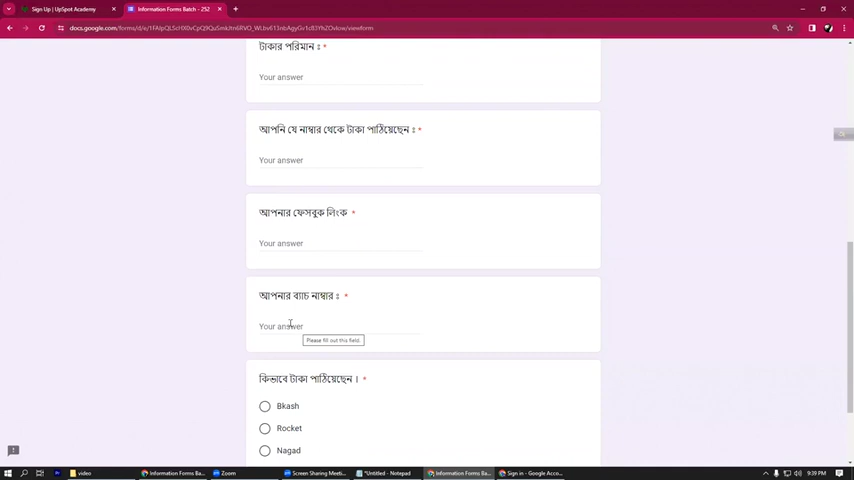 Sign Up | UpSpot Academy
Information Forms Batch - 252
টাকার পরিমান ঃ *
Your answer
আপনি যে নাম্বার থেকে টাকা পাঠিয়েছেন ঃ *
Your answer
আপনার ফেসবুক লিংক *
Your answer
আপনার ব্যাচ নাম্বার ঃ *
Your answer
Please fill out this field.
কিভাবে টাকা পাঠিয়েছেন । *
Bkash
Rocket
Nagad
video
Information Forms Bat...
Zoom
Screen Sharing Meeti...
*Untitled - Notepad
Information Forms Ba...
Sign in - Google Acco...
9:39 PM